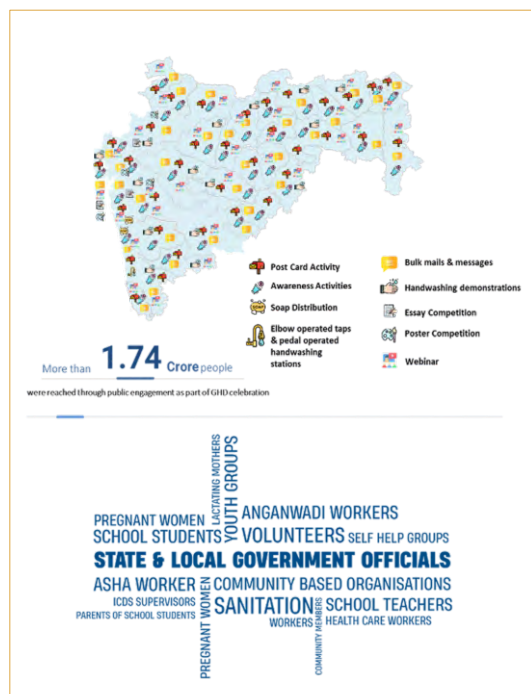 Post Card Activity
Awareness Activities
Soap Distribution
Elbow operated taps
& pedal operated
handwashing
stations
Bulk mails & messages
Handwashing demonstrations
Essay Competition
Poster Competition
Webinar
More than 1.74 Crore people
were reached through public engagement as part of GHD celebration
LACTATING MOTHERS
YOUTH GROUPS
PREGNANT WOMEN
ANGANWADI WORKERS
SCHOOL STUDENTS
VOLUNTEERS
SELF HELP GROUPS
STATE & LOCAL GOVERNMENT OFFICIALS
ASHA WORKER
PREGNANT WOMEN
COMMUNITY BASED ORGANISATIONS
ICDS SUPERVISORS
SANITATION
WORKERS
COMMUNITY MEMBERS
SCHOOL TEACHERS
PARENTS OF SCHOOL STUDENTS
HEALTH CARE WORKERS